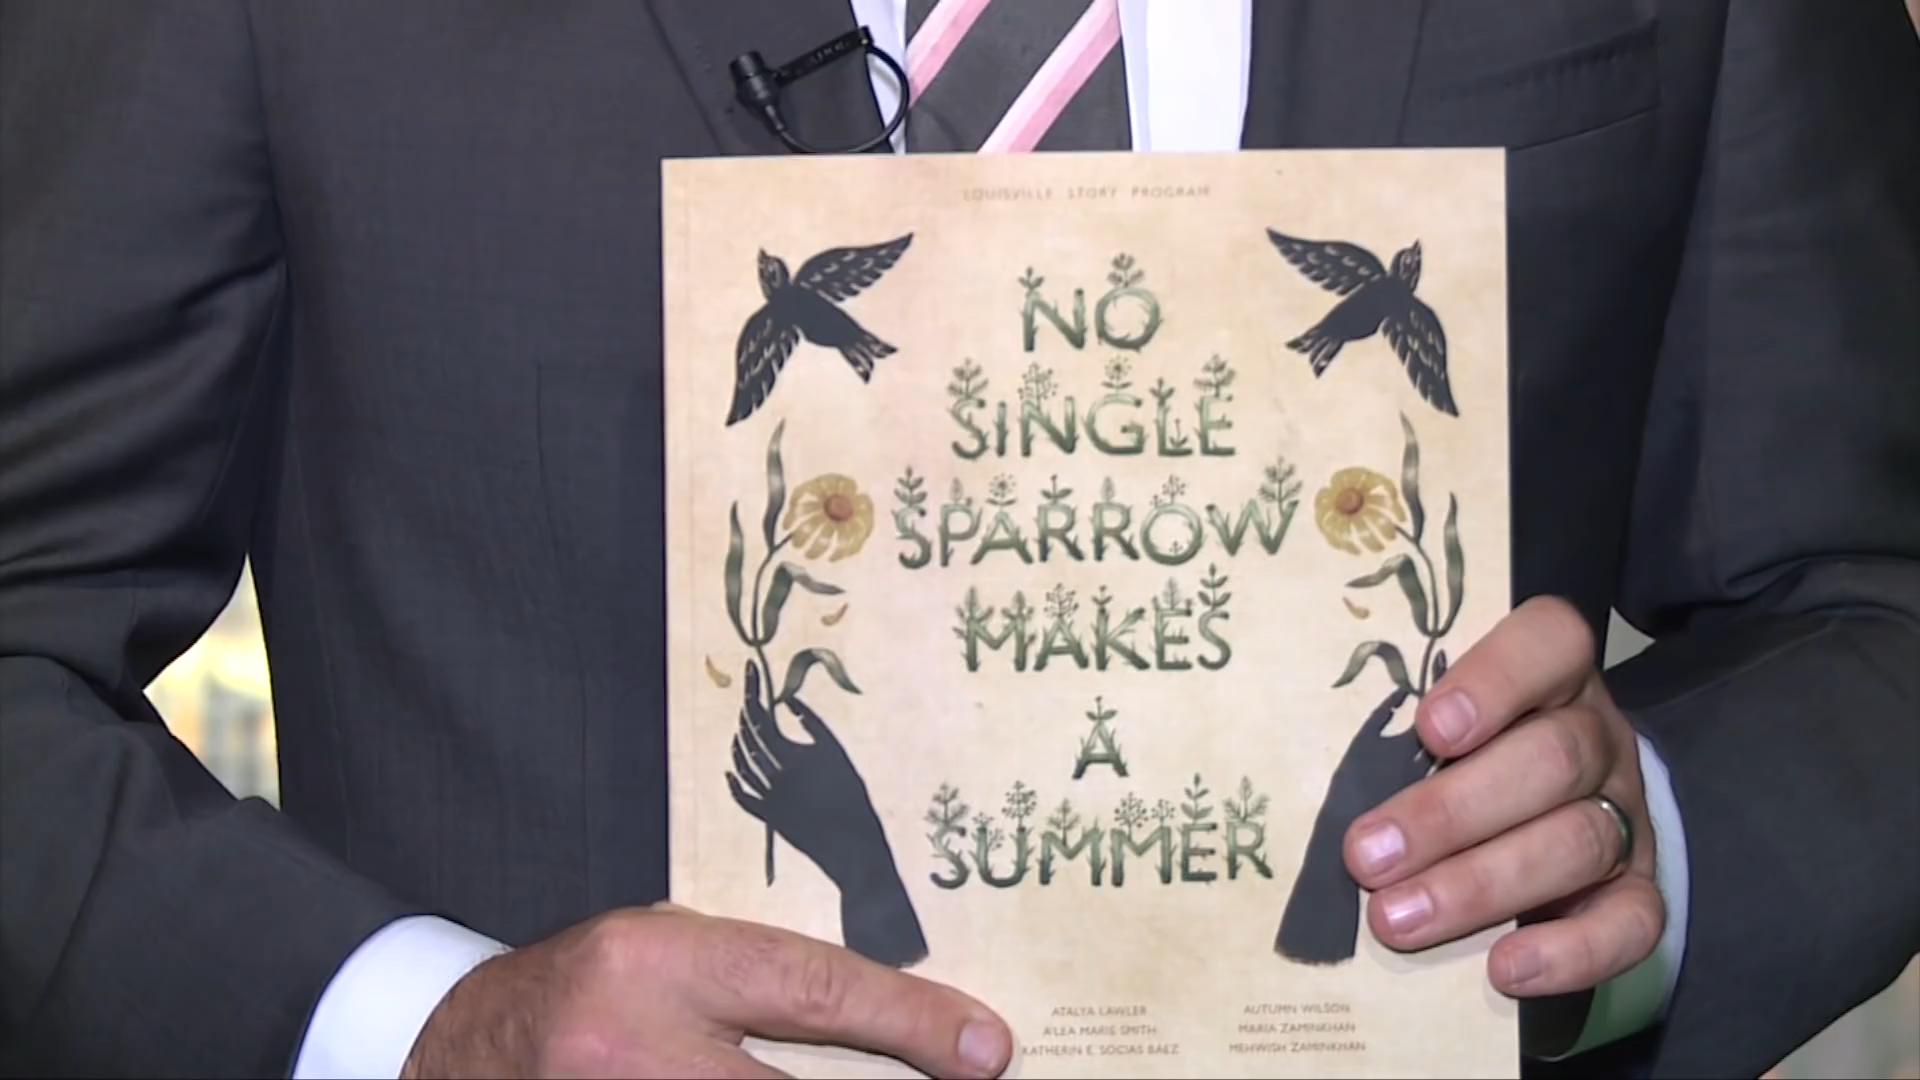 LOUISVILLE STORY PROGRAM
NO
SINGLE
SPARROW
MAKES
A
SUMMER
ATALYA LAWLER
A'LEA MARIE SMITH
KATHERIN E. SOCIAS BAEZ
AUTUMN WILSON
MARIA ZAMINKHAN
MEHWISH ZAMINKHAN